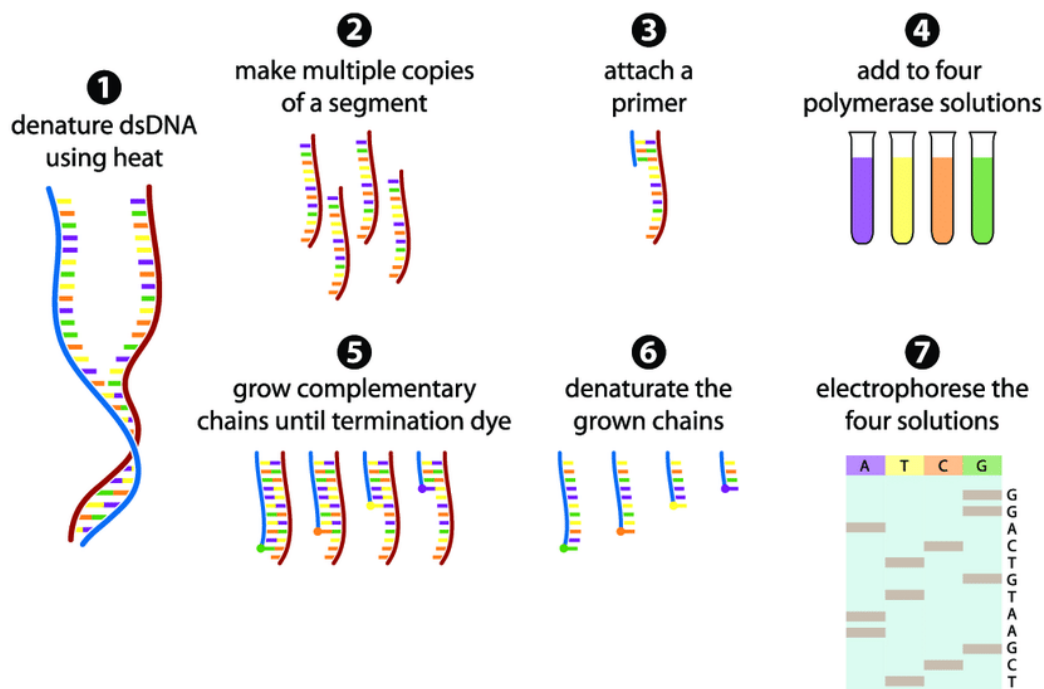 1
denature dsDNA
using heat
2
make multiple copies
of a segment
3
attach a
primer
4
add to four
polymerase solutions
5
grow complementary
chains until termination dye
6
denaturate the
grown chains
7
electrophorese the
four solutions
A T C G
G
G
A
C
T
G
T
A
A
G
C
T